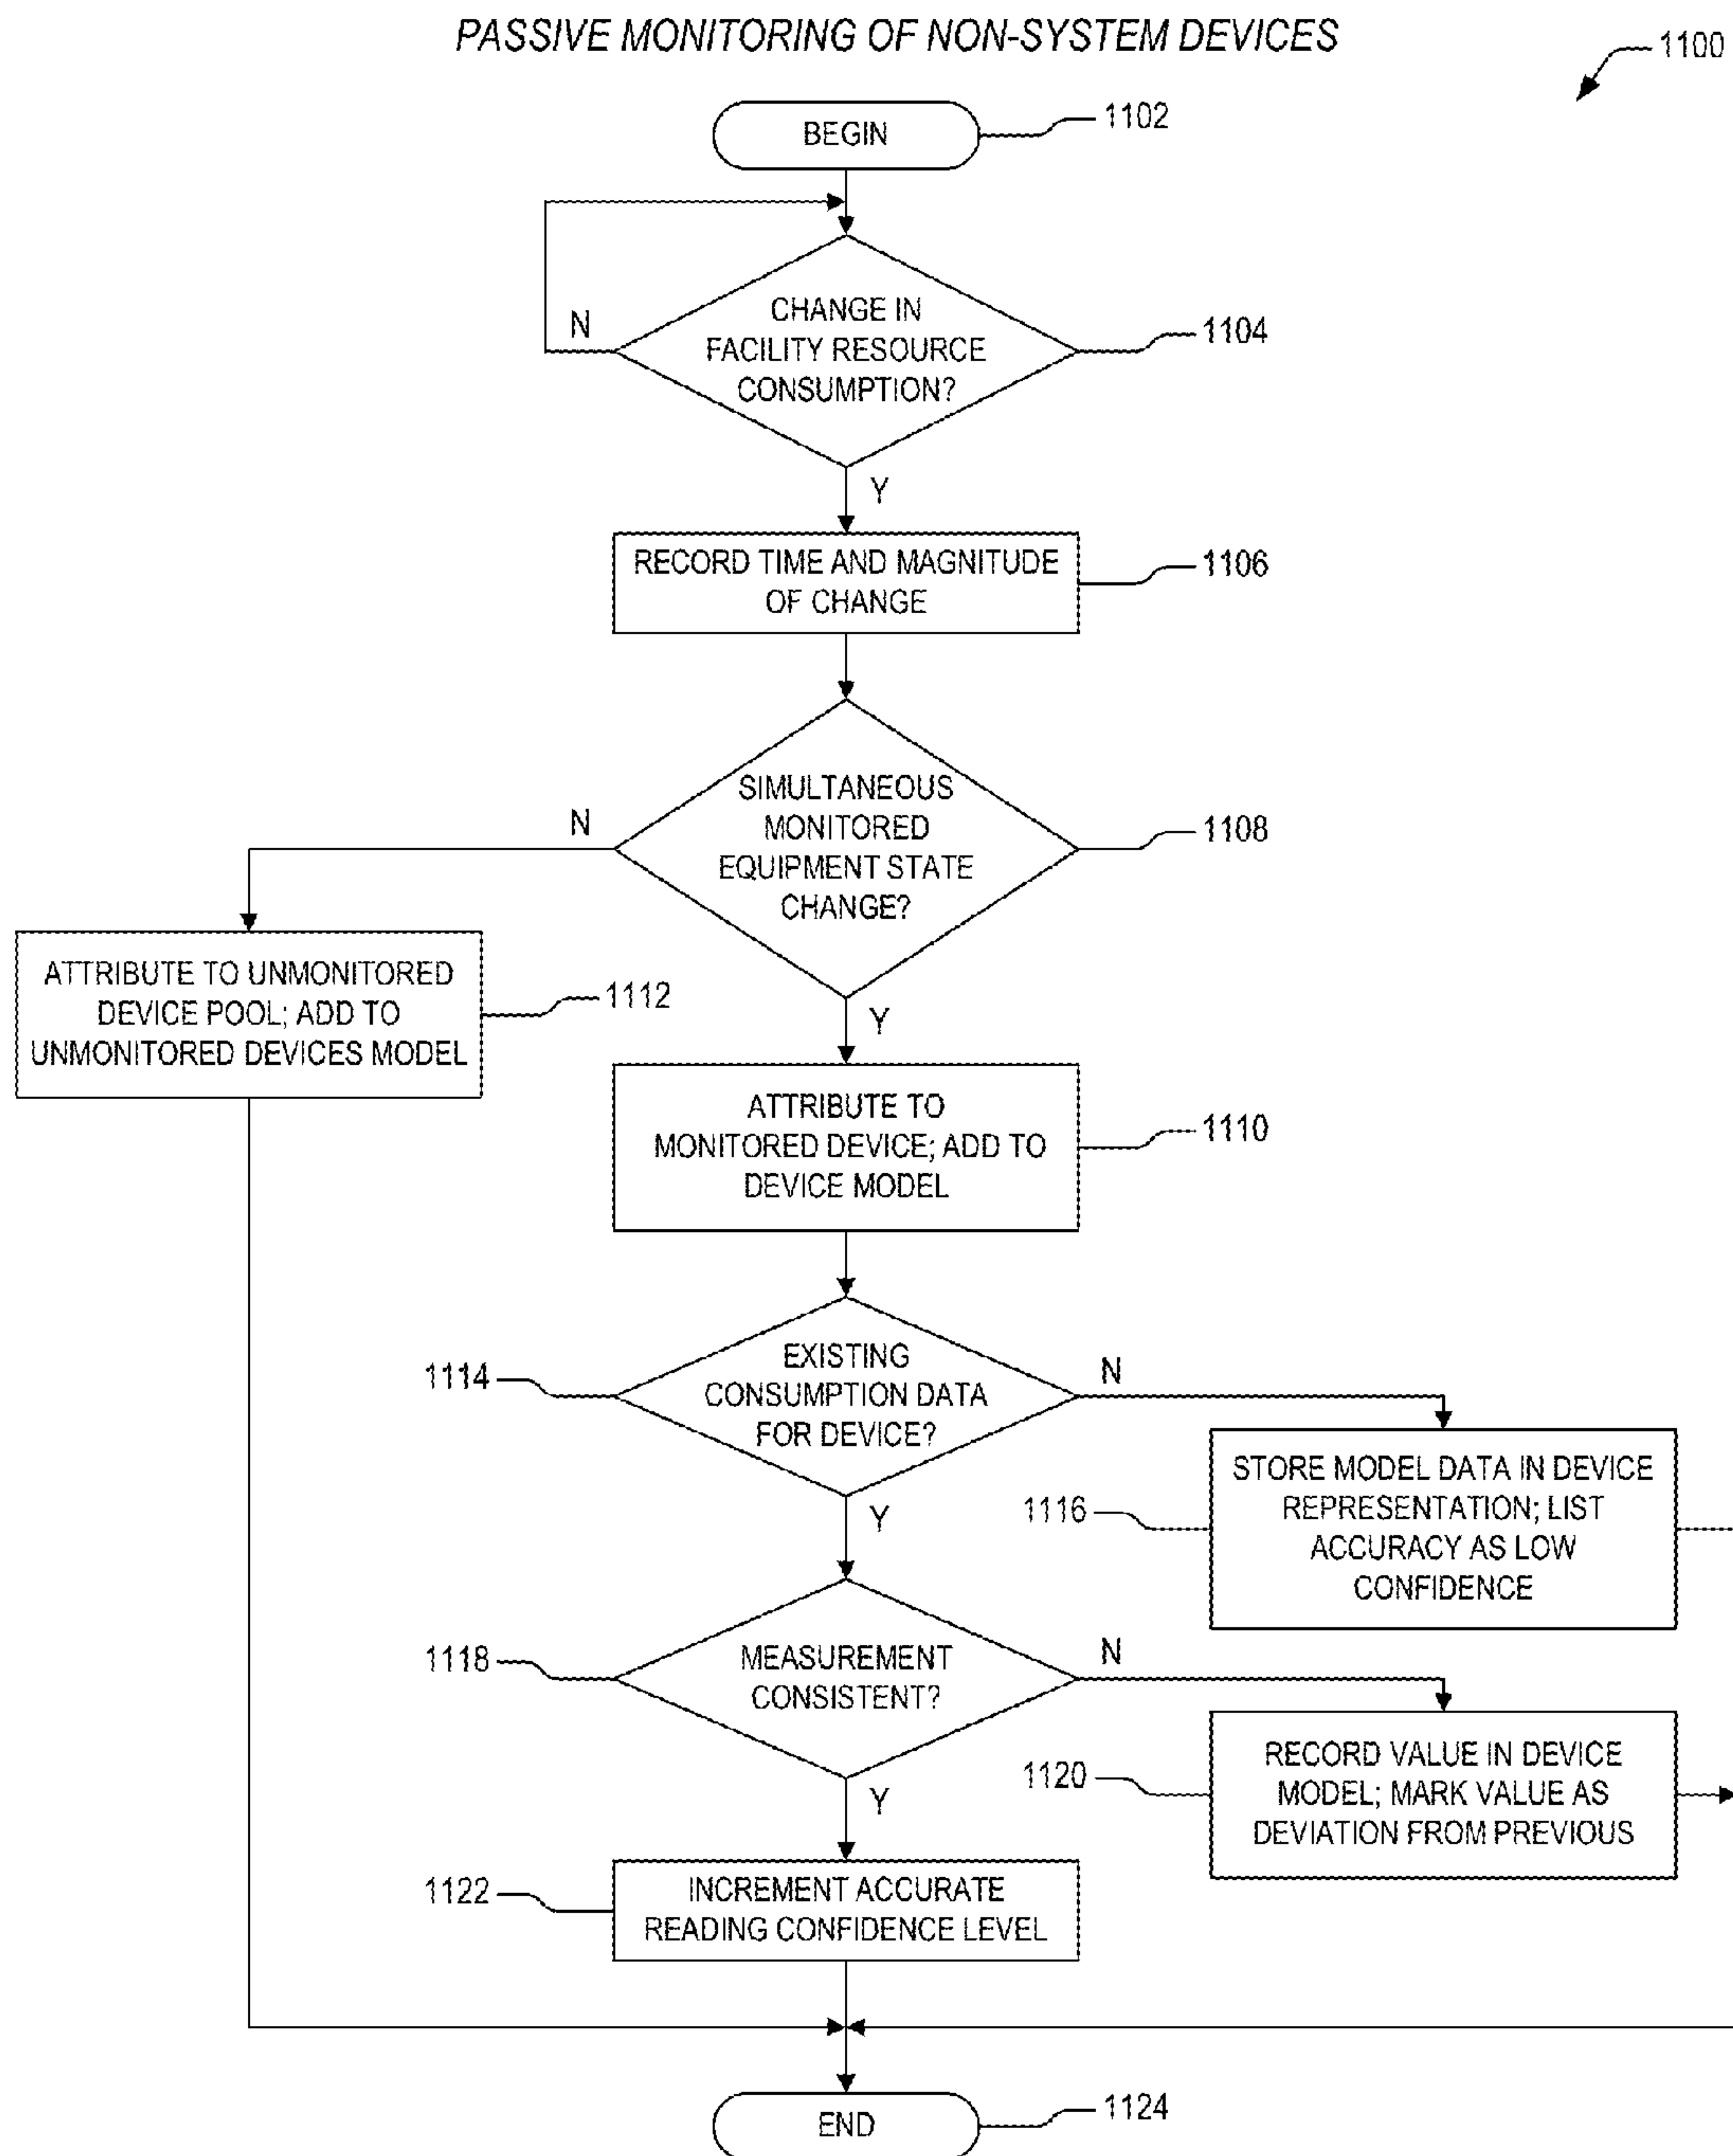 PASSIVE MONITORING OF NON-SYSTEM DEVICES
1100
BEGIN
1102
CHANGE IN
FACILITY RESOURCE
CONSUMPTION?
N
1104
Y
RECORD TIME AND MAGNITUDE
OF CHANGE
1106
SIMULTANEOUS
MONITORED
EQUIPMENT STATE
CHANGE?
N
1108
ATTRIBUTE TO UNMONITORED
DEVICE POOL; ADD TO
UNMONITORED DEVICES MODEL
1112
Y
ATTRIBUTE TO
MONITORED DEVICE; ADD TO
DEVICE MODEL
1110
1114
EXISTING
CONSUMPTION DATA
FOR DEVICE?
N
Y
1116
STORE MODEL DATA IN DEVICE
REPRESENTATION; LIST
ACCURACY AS LOW
CONFIDENCE
1118
MEASUREMENT
CONSISTENT?
N
Y
1120
RECORD VALUE IN DEVICE
MODEL; MARK VALUE AS
DEVIATION FROM PREVIOUS
1122
INCREMENT ACCURATE
READING CONFIDENCE LEVEL
END
1124